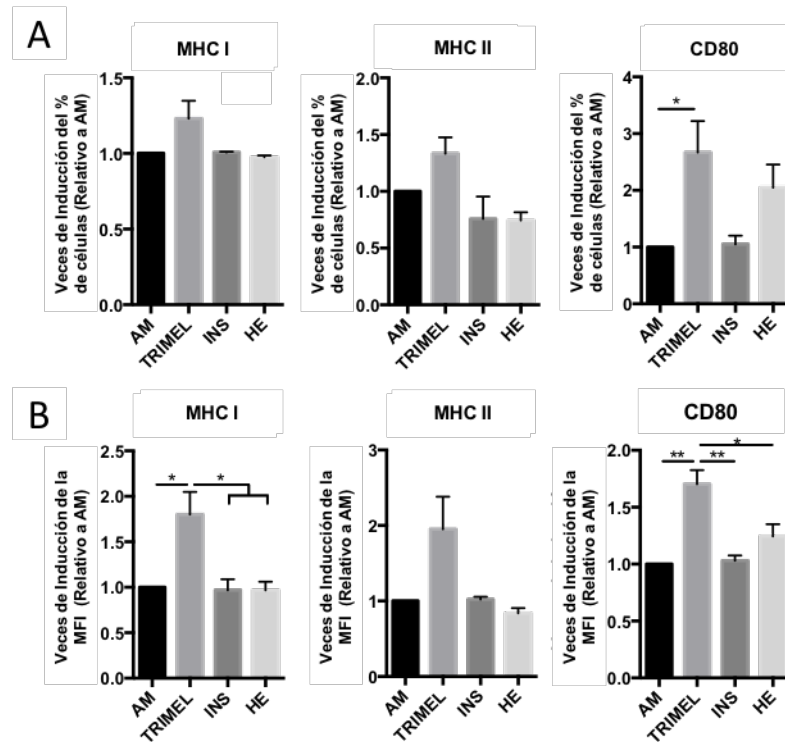 A
MHC I
MHC II
CD80
Veces de Inducción del %
de células (Relativo a AM)
1.5
1.0
0.5
0.0
AM
TRIMEL
INS
HE
Veces de Inducción del %
de células (Relativo a AM)
2.0
1.5
1.0
0.5
0.0
AM
TRIMEL
INS
HE
Veces de Inducción del %
de células (Relativo a AM)
4
3
2
1
0
*
AM
TRIMEL
INS
HE
B
MHC I
MHC II
CD80
Veces de Inducción de la
MFI (Relativo a AM)
2.5
2.0
1.5
1.0
0.5
0.0
* *
AM
TRIMEL
INS
HE
Veces de Inducción de la
MFI (Relativo a AM)
3
2
1
0
AM
TRIMEL
INS
HE
Veces de Inducción de la
MFI (Relativo a AM)
2.0
1.5
1.0
0.5
0.0
*
** **
AM
TRIMEL
INS
HE